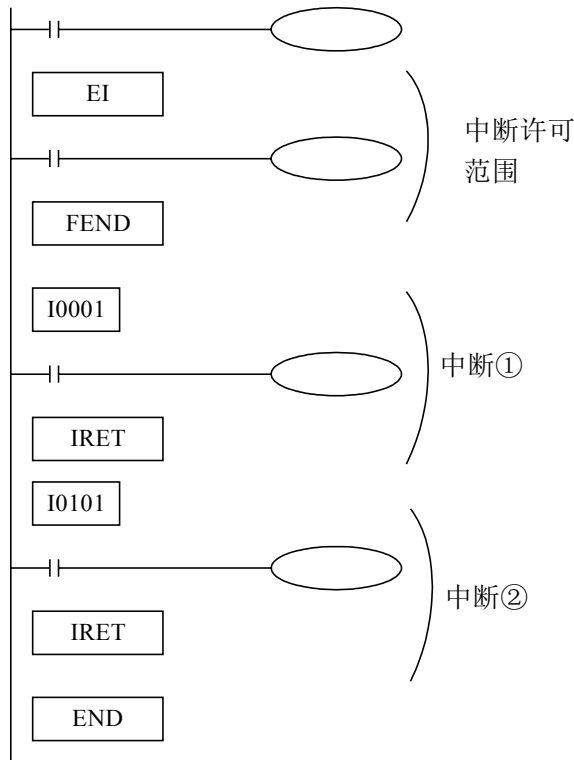 EI
中断许可
范围
FEND
I0001
中断①
IRET
I0101
中断②
IRET
END